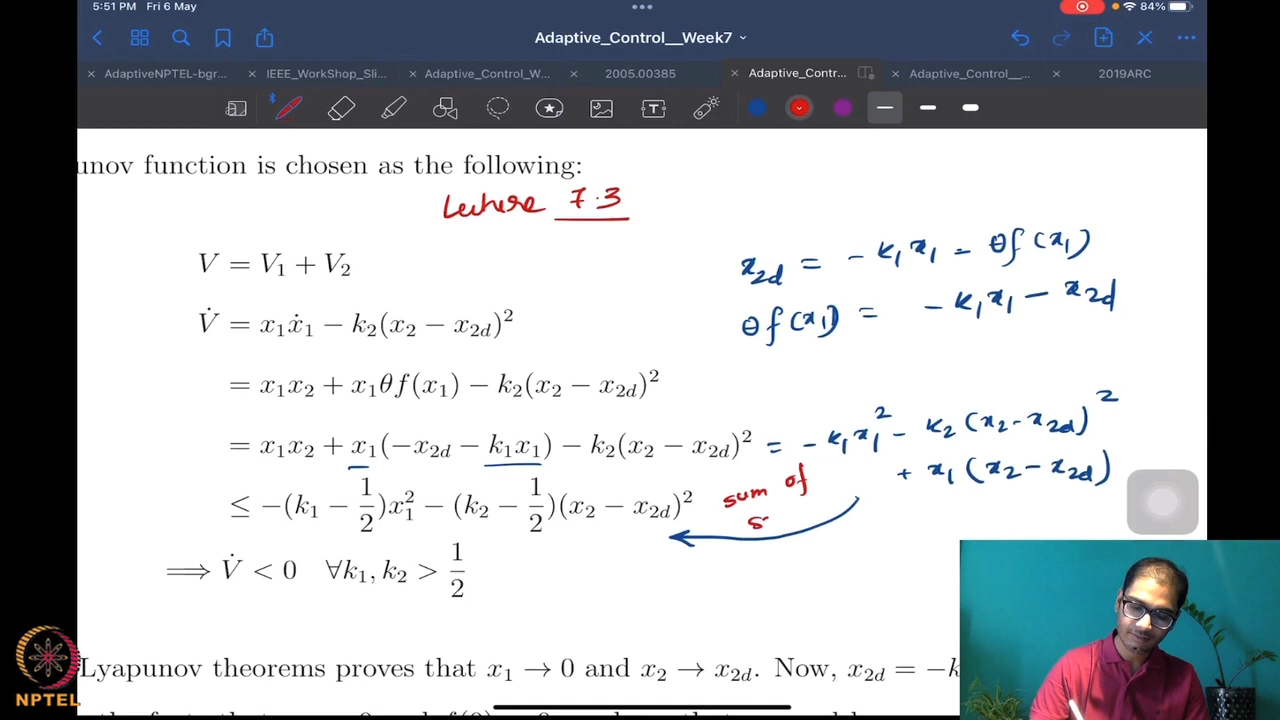 5:51 PM Fri 6 May
84%
Adaptive_Control__Week7
AdaptiveNPTEL-bgr...
IEEE_WorkShop_Sli...
Adaptive_Control_W...
2005.00385
Adaptive_Contr...
Adaptive_Control__...
2019ARC
unov function is chosen as the following:
Lecture 7.3
V = V₁ + V₂
V̇ = x₁ẋ₁ − k₂(x₂ − x₂d)²
= x₁x₂ + x₁θf(x₁) − k₂(x₂ − x₂d)²
= x₁x₂ + x₁(−x₂d − k₁x₁) − k₂(x₂ − x₂d)²
≤ −(k₁ − 1/2)x₁² − (k₂ − 1/2)(x₂ − x₂d)²
⟹ V̇ < 0 ∀k₁, k₂ > 1/2
x₂d = − k₁x₁ − θf(x₁)
θf(x₁) = − k₁x₁ − x₂d
= − k₁x₁² − k₂(x₂ − x₂d)²
+ x₁(x₂ − x₂d)
sum of
s
Lyapunov theorems proves that x₁ → 0 and x₂ → x₂d. Now, x₂d = −k
NPTEL